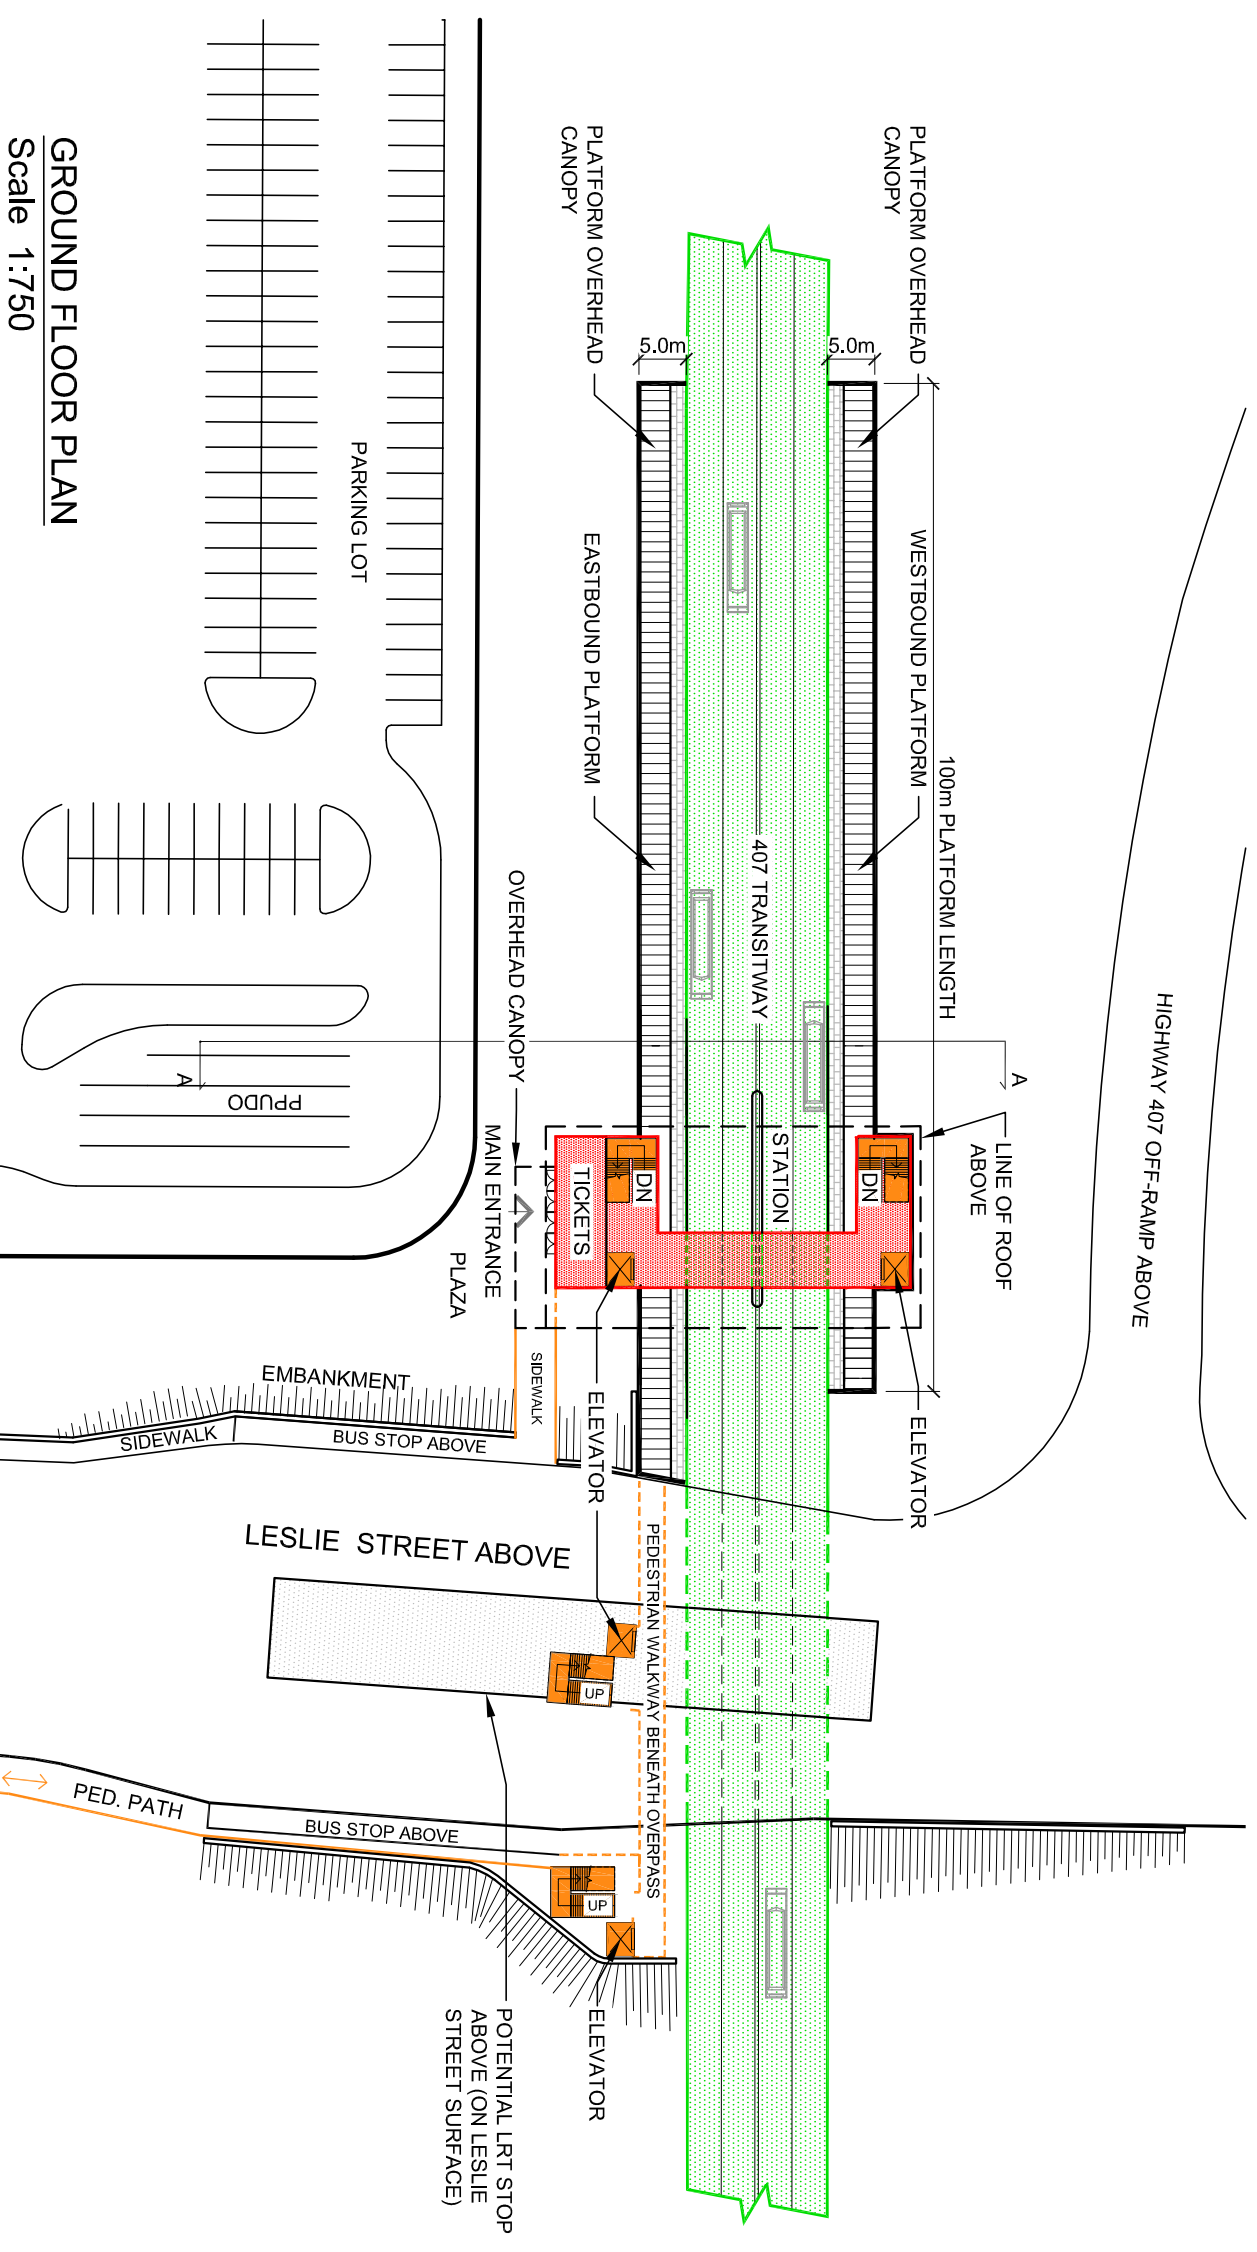 HIGHWAY 407 OFF-RAMP ABOVE
A
LINE OF ROOF
ABOVE
100m PLATFORM LENGTH
PLATFORM OVERHEAD
CANOPY
WESTBOUND PLATFORM
ELEVATOR
5.0m
DN
407 TRANSITWAY
STATION
5.0m
DN
PLATFORM OVERHEAD
CANOPY
EASTBOUND PLATFORM
TICKETS
ELEVATOR
PEDESTRIAN WALKWAY BENEATH OVERPASS
UP
UP
ELEVATOR
OVERHEAD CANOPY
MAIN ENTRANCE
PLAZA
SIDEWALK
POTENTIAL LRT STOP
ABOVE (ON LESLIE
STREET SURFACE)
PARKING LOT
EMBANKMENT
BUS STOP ABOVE
SIDEWALK
LESLIE STREET ABOVE
BUS STOP ABOVE
PED. PATH
A
PPUDO
GROUND FLOOR PLAN
Scale 1:750